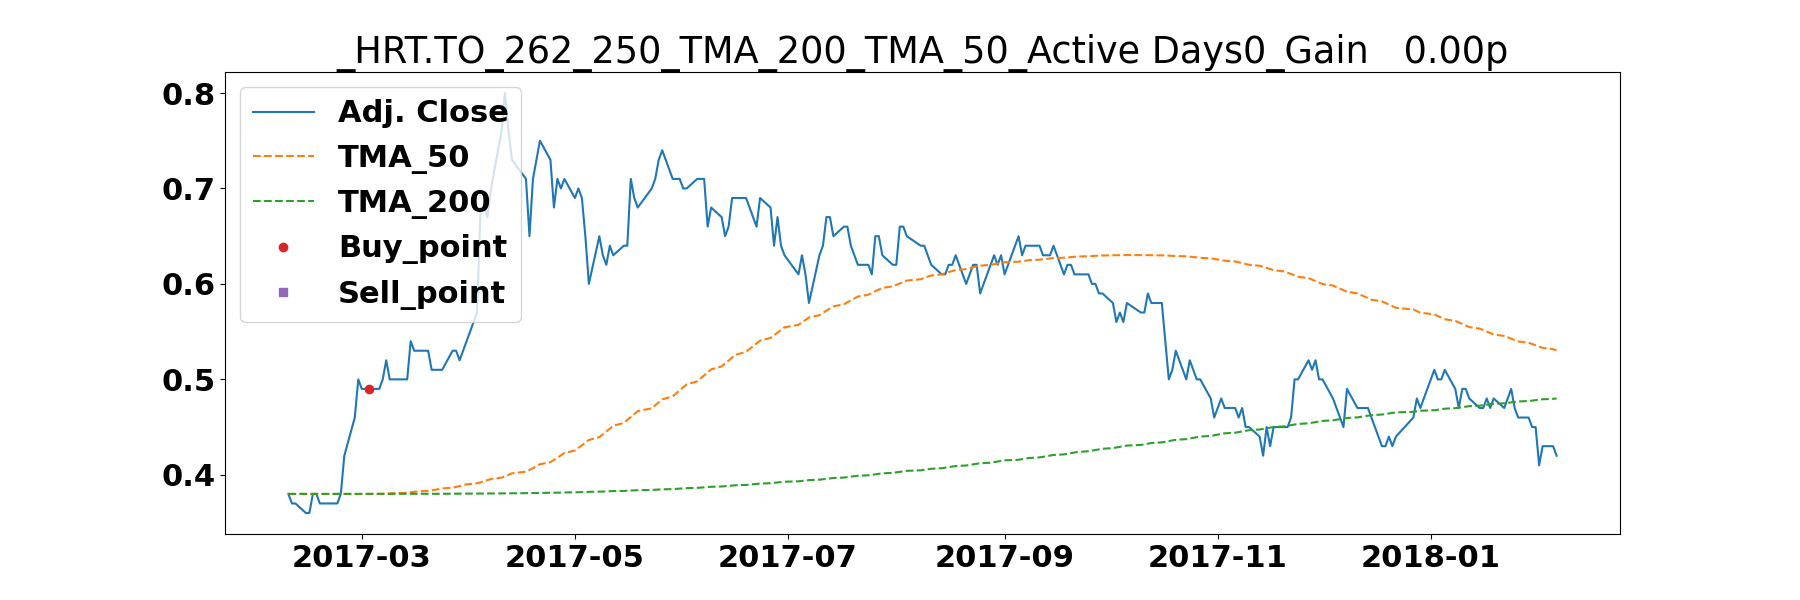 _HRT.TO_262_250_TMA_200_TMA_50_Active Days0_Gain   0.00p
0.8
0.7
0.6
0.5
0.4
Adj. Close
TMA_50
TMA_200
Buy_point
Sell_point
2017-03 2017-05 2017-07 2017-09 2017-11 2018-01